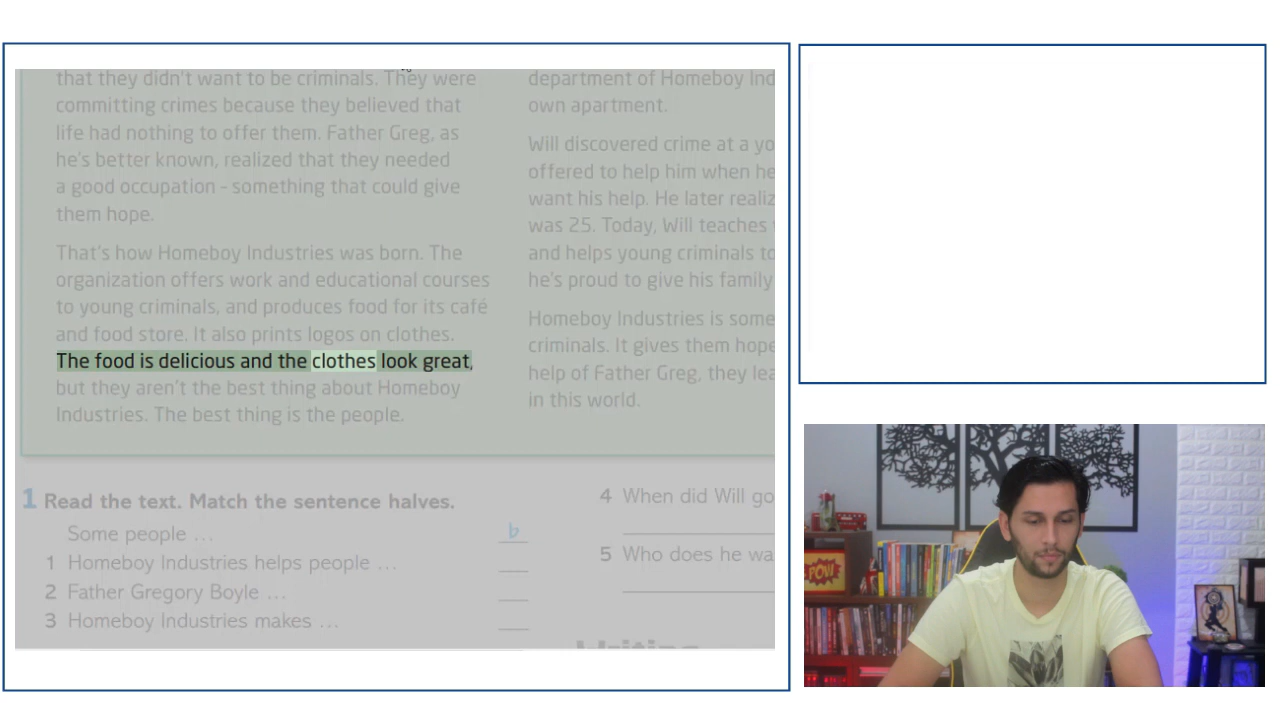 that they didn't want to be criminals. They were
committing crimes because they believed that
life had nothing to offer them. Father Greg, as
he's better known, realized that they needed
a good occupation – something that could give
them hope.
That's how Homeboy Industries was born. The
organization offers work and educational courses
to young criminals, and produces food for its café
and food store. It also prints logos on clothes.
The food is delicious and the clothes look great,
but they aren't the best thing about Homeboy
Industries. The best thing is the people.
department of Homeboy Ind
own apartment.
Will discovered crime at a yo
offered to help him when he
want his help. He later realiz
was 25. Today, Will teaches
and helps young criminals to
he's proud to give his family
Homeboy Industries is some
criminals. It gives them hope
help of Father Greg, they lea
in this world.
1 Read the text. Match the sentence halves.
Some people … b
1 Homeboy Industries helps people …
2 Father Gregory Boyle …
3 Homeboy Industries makes …
4 When did Will go
5 Who does he wa
Writing
POW